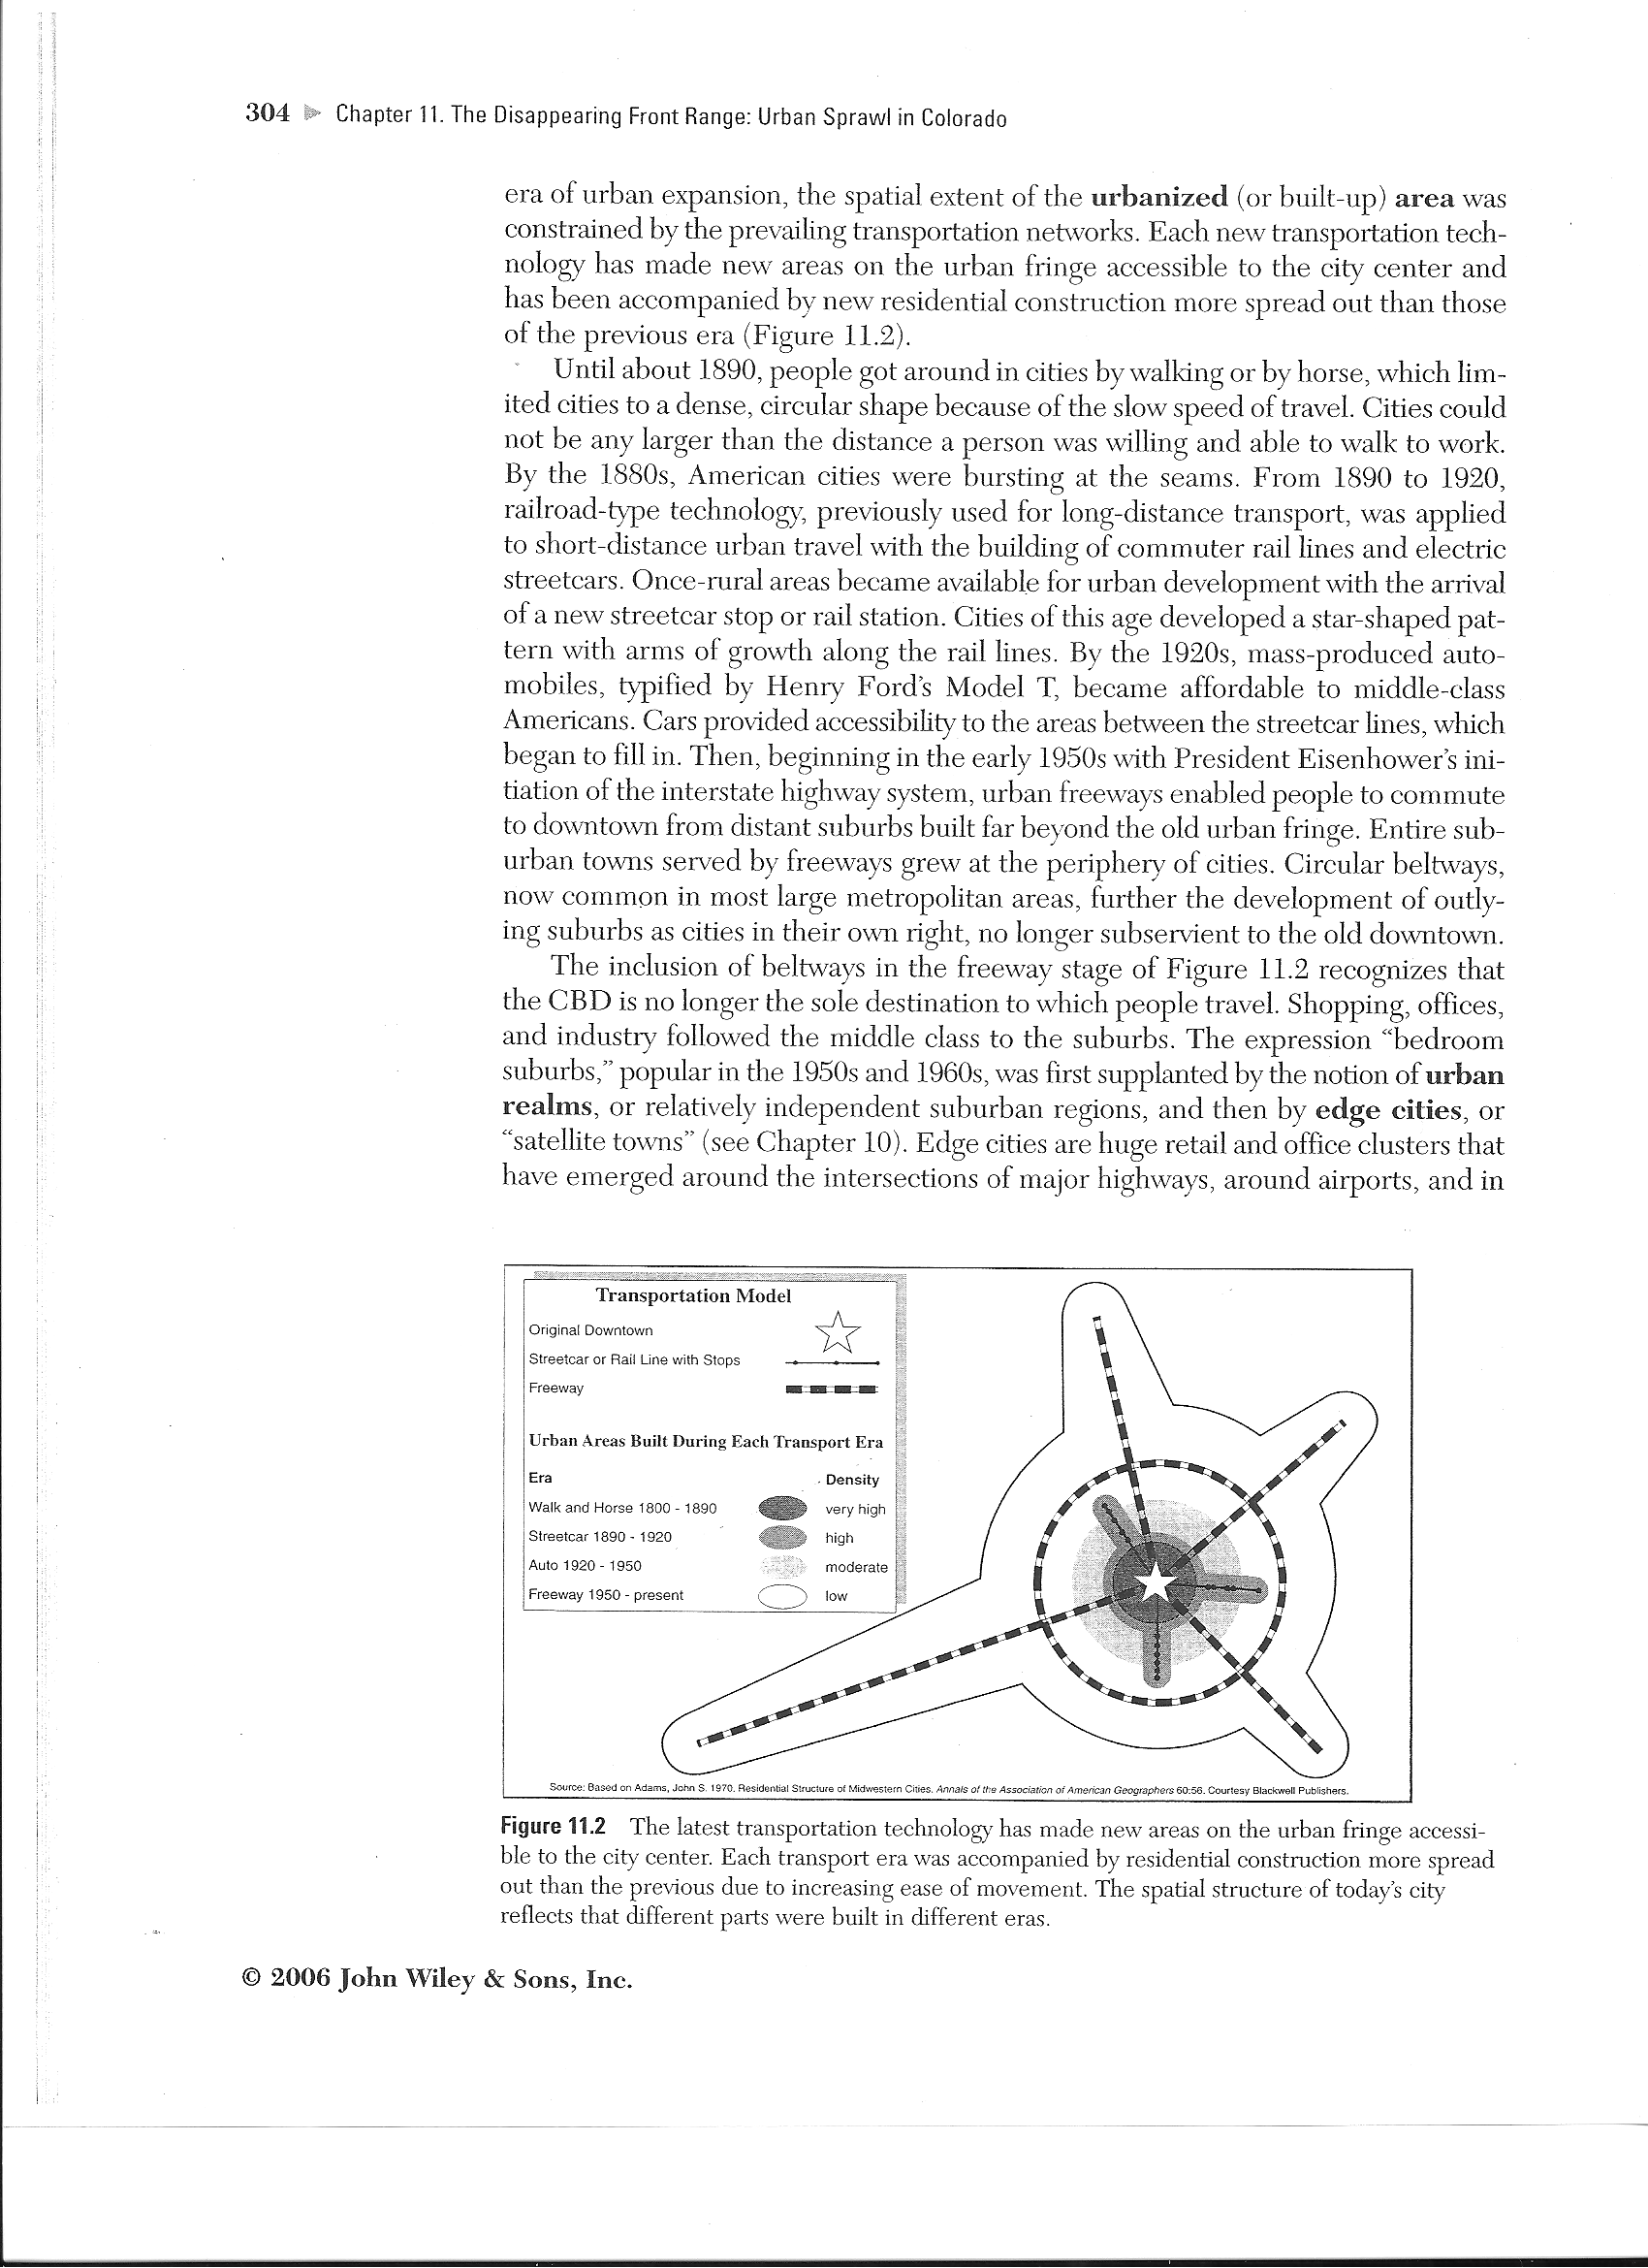 304 Chapter 11. The Disappearing Front Range: Urban Sprawl in Colorado
era of urban expansion, the spatial extent of the urbanized (or built-up) area was
constrained by the prevailing transportation networks. Each new transportation tech-
nology has made new areas on the urban fringe accessible to the city center and
has been accompanied by new residential construction more spread out than those
of the previous era (Figure 11.2).
Until about 1890, people got around in cities by walking or by horse, which lim-
ited cities to a dense, circular shape because of the slow speed of travel. Cities could
not be any larger than the distance a person was willing and able to walk to work.
By the 1880s, American cities were bursting at the seams. From 1890 to 1920,
railroad-type technology, previously used for long-distance transport, was applied
to short-distance urban travel with the building of commuter rail lines and electric
streetcars. Once-rural areas became available for urban development with the arrival
of a new streetcar stop or rail station. Cities of this age developed a star-shaped pat-
tern with arms of growth along the rail lines. By the 1920s, mass-produced auto-
mobiles, typified by Henry Ford's Model T, became affordable to middle-class
Americans. Cars provided accessibility to the areas between the streetcar lines, which
began to fill in. Then, beginning in the early 1950s with President Eisenhower's ini-
tiation of the interstate highway system, urban freeways enabled people to commute
to downtown from distant suburbs built far beyond the old urban fringe. Entire sub-
urban towns served by freeways grew at the periphery of cities. Circular beltways,
now common in most large metropolitan areas, further the development of outly-
ing suburbs as cities in their own right, no longer subservient to the old downtown.
The inclusion of beltways in the freeway stage of Figure 11.2 recognizes that
the CBD is no longer the sole destination to which people travel. Shopping, offices,
and industry followed the middle class to the suburbs. The expression "bedroom
suburbs," popular in the 1950s and 1960s, was first supplanted by the notion of urban
realms, or relatively independent suburban regions, and then by edge cities, or
"satellite towns" (see Chapter 10). Edge cities are huge retail and office clusters that
have emerged around the intersections of major highways, around airports, and in
Transportation Model
Original Downtown
Streetcar or Rail Line with Stops
Freeway
Urban Areas Built During Each Transport Era
Era Density
Walk and Horse 1800 - 1890 very high
Streetcar 1890 - 1920 high
Auto 1920 - 1950 moderate
Freeway 1950 - present low
Source: Based on Adams, John S. 1970. Residential Structure of Midwestern Cities. Annals of the Association of American Geographers 60:56. Courtesy Blackwell Publishers.
Figure 11.2 The latest transportation technology has made new areas on the urban fringe accessi-
ble to the city center. Each transport era was accompanied by residential construction more spread
out than the previous due to increasing ease of movement. The spatial structure of today's city
reflects that different parts were built in different eras.
© 2006 John Wiley & Sons, Inc.